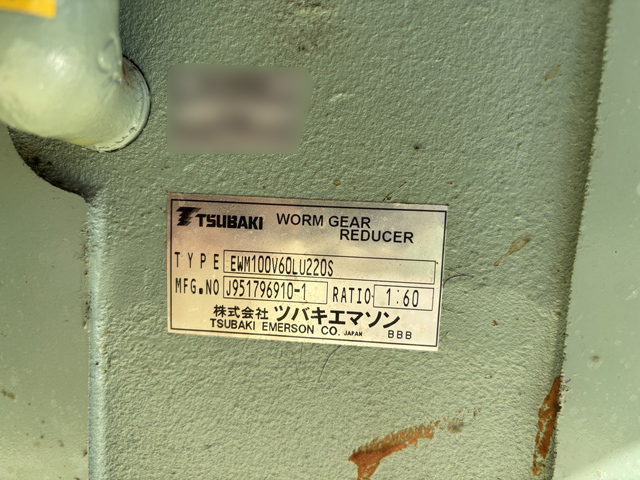 TSUBAKI WORM GEAR
REDUCER
TYPE EWM100V60LU220S
MFG.NO J951796910-1 RATIO 1:60
株式会社 ツバキエマソン
TSUBAKI EMERSON CO. JAPAN BBB